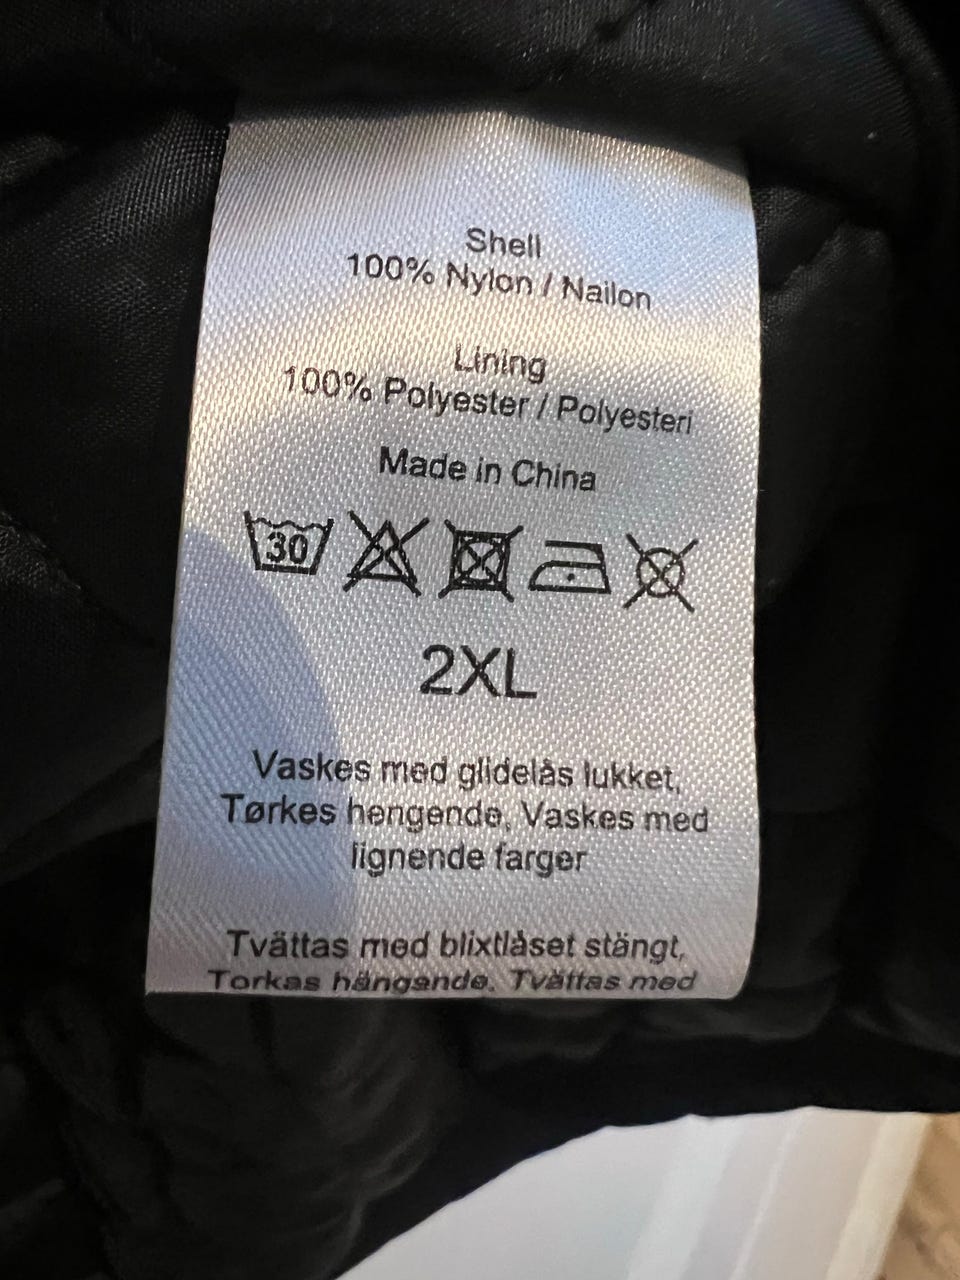 Shell
100% Nylon / Nailon
Lining
100% Polyester / Polyesteri
Made in China
30
2XL
Vaskes med glidelås lukket,
Tørkes hengende, Vaskes med
lignende farger
Tvättas med blixtlåset stängt,
Torkas hängande, Tvättas med